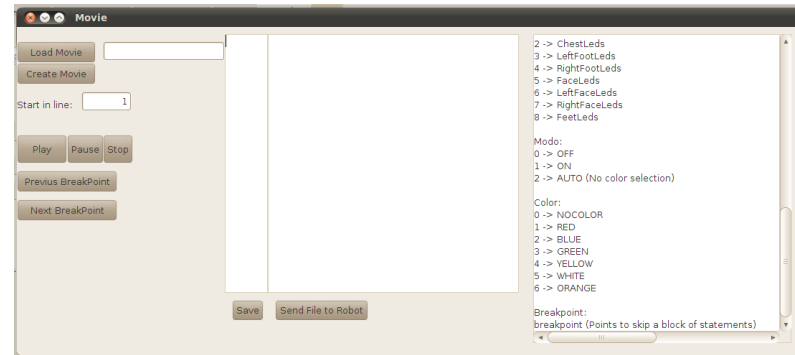 Movie
Load Movie
Create Movie
Start in line: 1
Play Pause Stop
Previus BreakPoint
Next BreakPoint
Save Send File to Robot
2 -> ChestLeds
3 -> LeftFootLeds
4 -> RightFootLeds
5 -> FaceLeds
6 -> LeftFaceLeds
7 -> RightFaceLeds
8 -> FeetLeds
Modo:
0 -> OFF
1 -> ON
2 -> AUTO (No color selection)
Color:
0 -> NOCOLOR
1 -> RED
2 -> BLUE
3 -> GREEN
4 -> YELLOW
5 -> WHITE
6 -> ORANGE
Breakpoint:
breakpoint (Points to skip a block of statements)